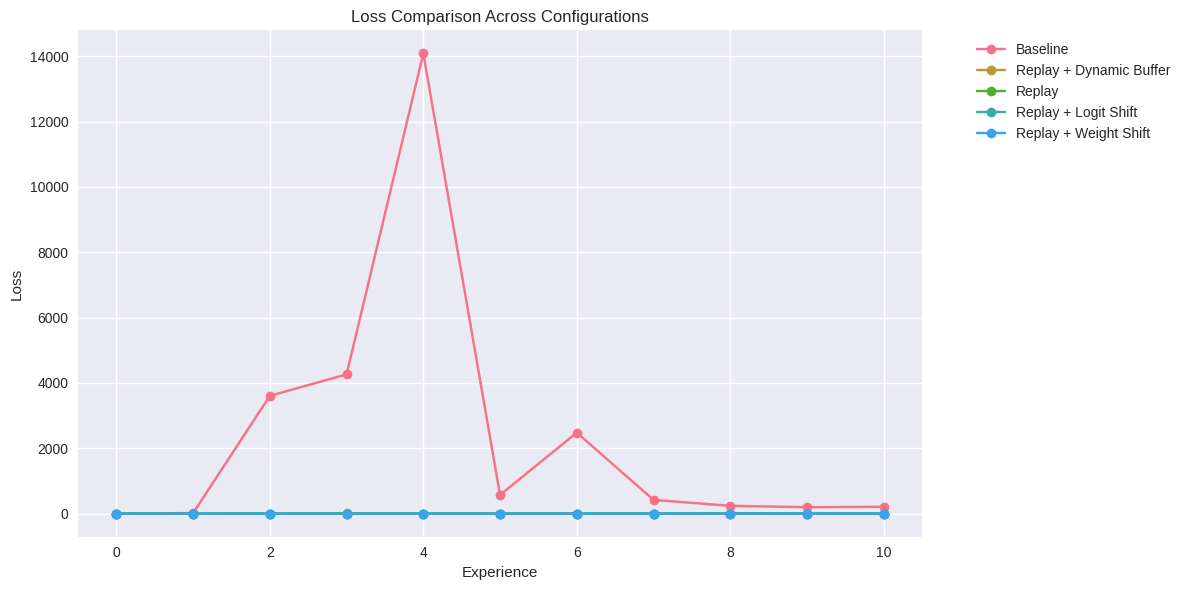 Loss Comparison Across Configurations
Baseline
Replay + Dynamic Buffer
Replay
Replay + Logit Shift
Replay + Weight Shift
Loss
14000
12000
10000
8000
6000
4000
2000
0
0 2 4 6 8 10
Experience